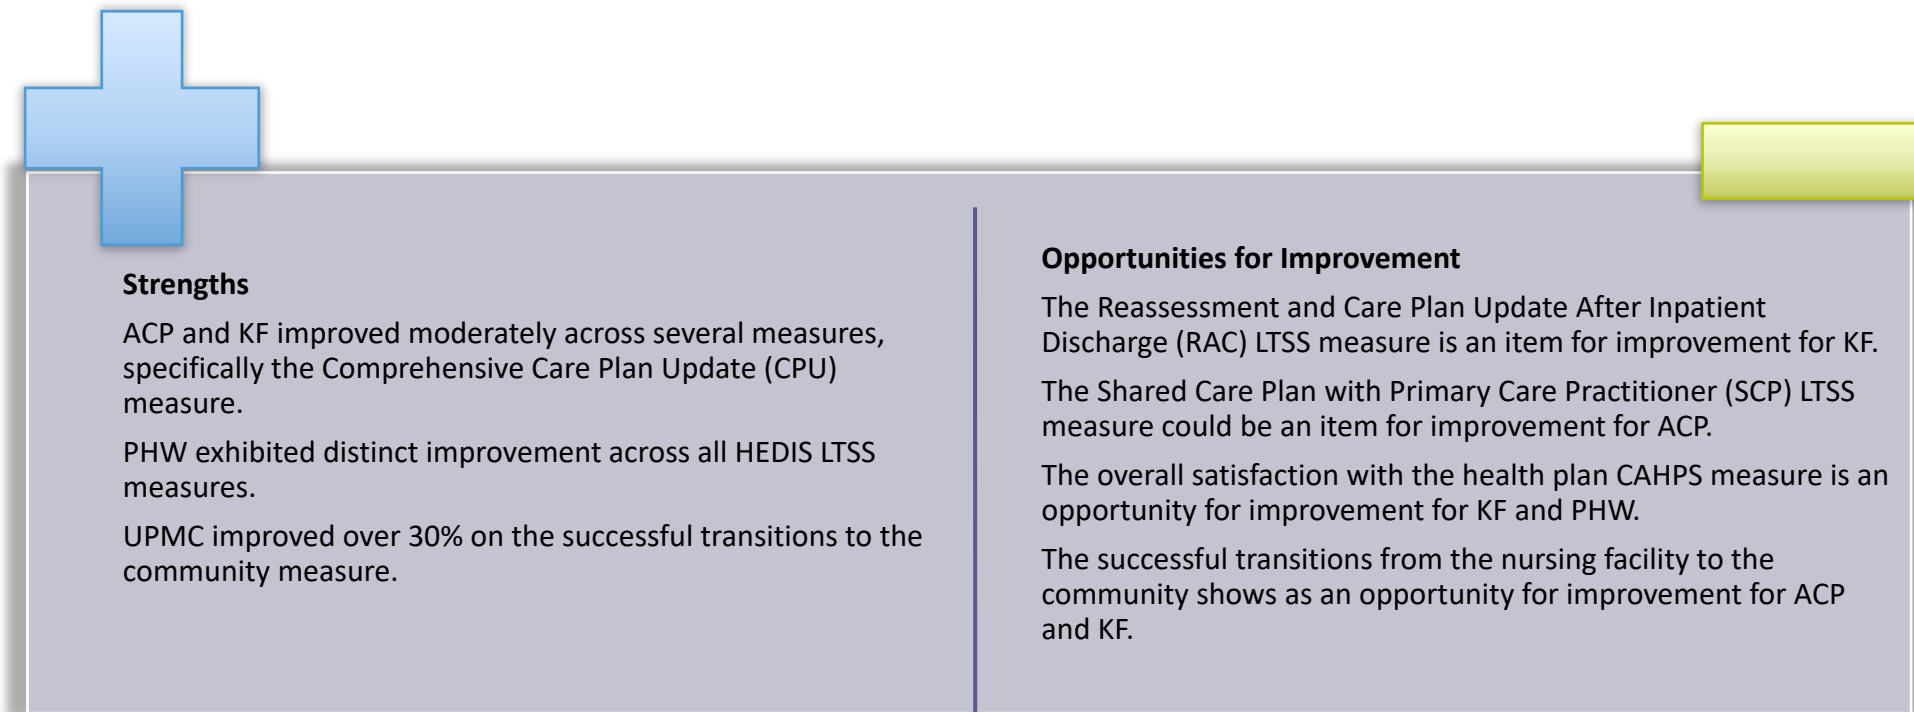 Strengths
ACP and KF improved moderately across several measures,
specifically the Comprehensive Care Plan Update (CPU)
measure.
PHW exhibited distinct improvement across all HEDIS LTSS
measures.
UPMC improved over 30% on the successful transitions to the
community measure.
Opportunities for Improvement
The Reassessment and Care Plan Update After Inpatient
Discharge (RAC) LTSS measure is an item for improvement for KF.
The Shared Care Plan with Primary Care Practitioner (SCP) LTSS
measure could be an item for improvement for ACP.
The overall satisfaction with the health plan CAHPS measure is an
opportunity for improvement for KF and PHW.
The successful transitions from the nursing facility to the
community shows as an opportunity for improvement for ACP
and KF.